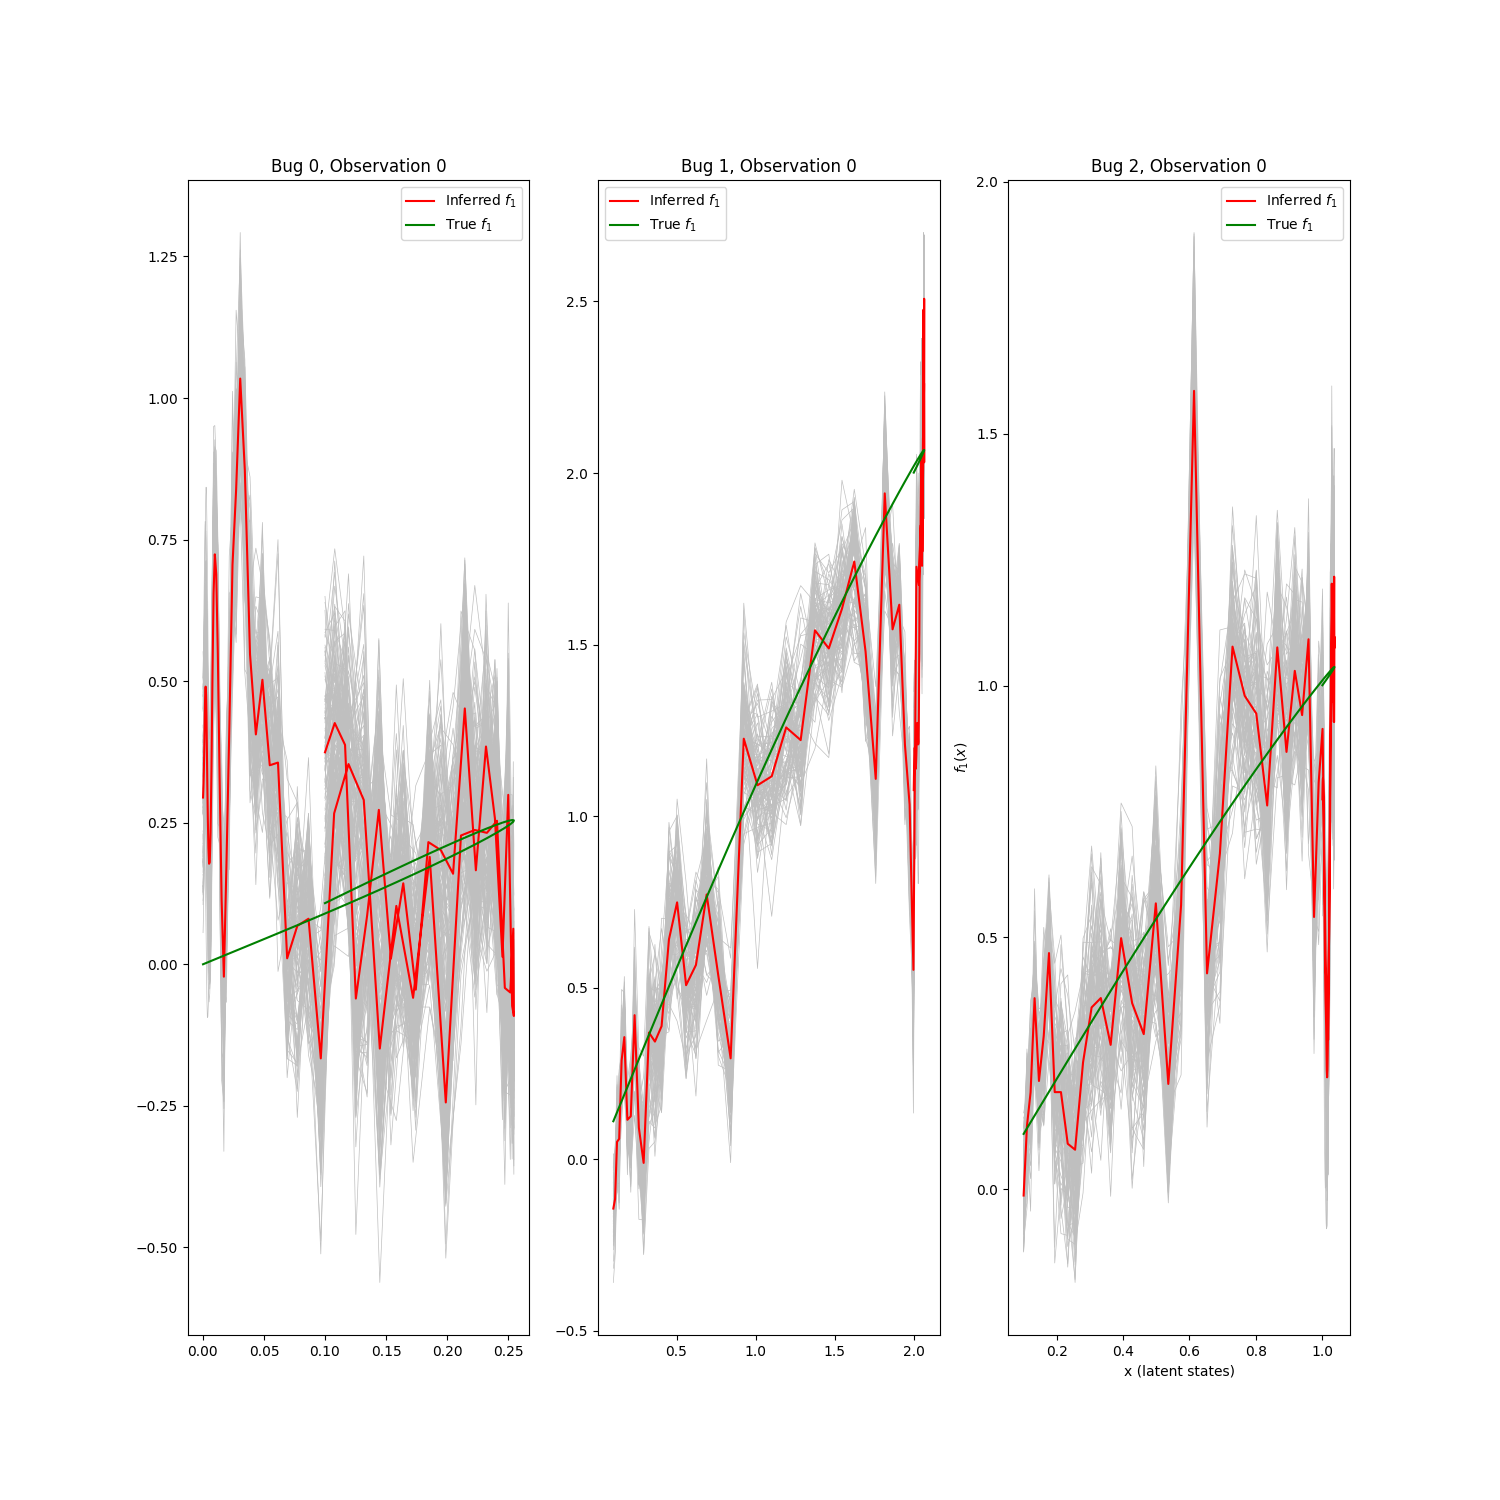 Bug 0, Observation 0
Inferred f₁
True f₁
1.25
1.00
0.75
0.50
0.25
0.00
−0.25
−0.50
0.00 0.05 0.10 0.15 0.20 0.25
Bug 1, Observation 0
Inferred f₁
True f₁
2.5
2.0
1.5
1.0
0.5
0.0
−0.5
0.5 1.0 1.5 2.0
Bug 2, Observation 0
Inferred f₁
True f₁
f₁(x)
2.0
1.5
1.0
0.5
0.0
0.2 0.4 0.6 0.8 1.0
x (latent states)